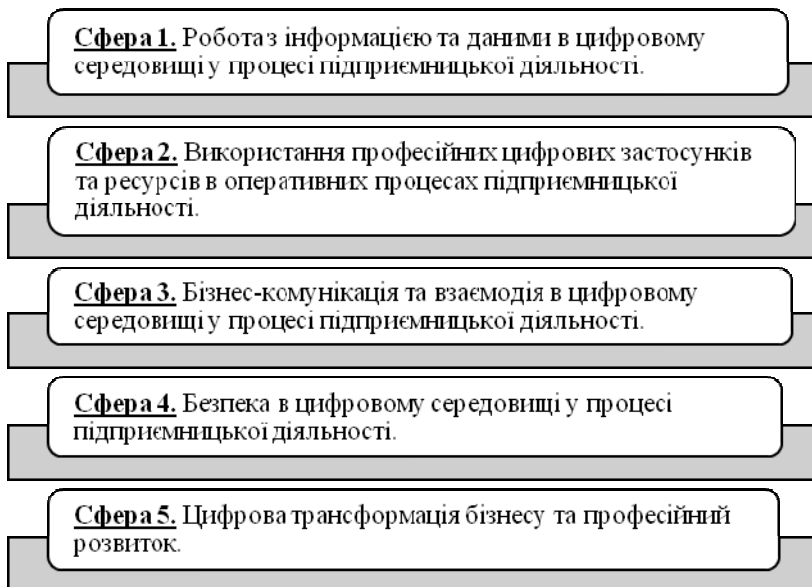 Сфера 1. Робота з інформацією та даними в цифровому
середовищі у процесі підприємницької діяльності.
Сфера 2. Використання професійних цифрових застосунків
та ресурсів в оперативних процесах підприємницької
діяльності.
Сфера 3. Бізнес-комунікація та взаємодія в цифровому
середовищі у процесі підприємницької діяльності.
Сфера 4. Безпека в цифровому середовищі у процесі
підприємницької діяльності.
Сфера 5. Цифрова трансформація бізнесу та професійний
розвиток.